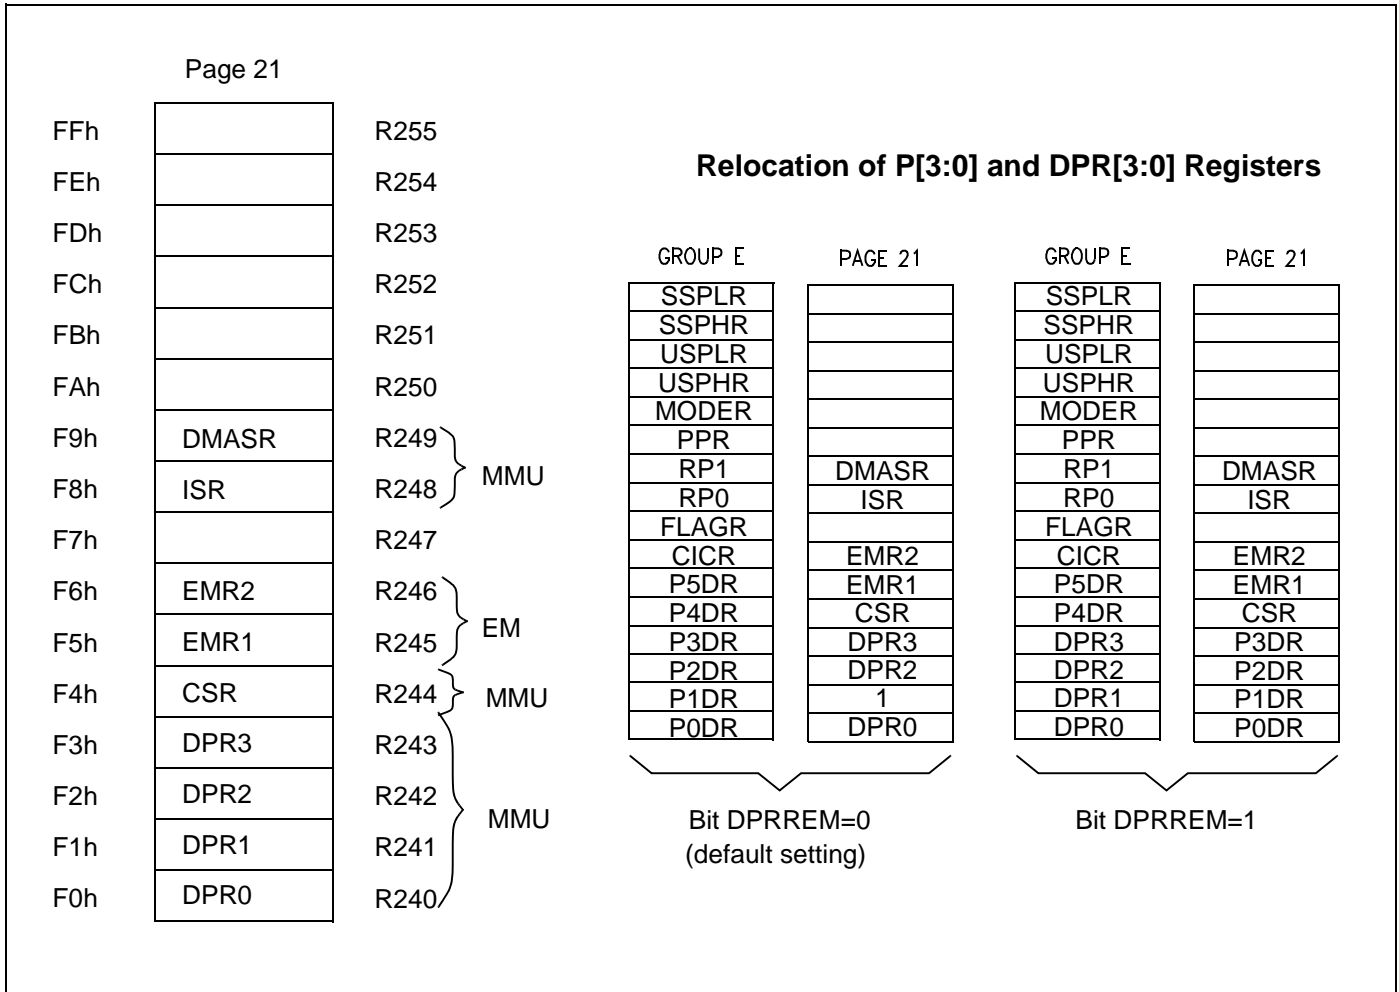 Page 21
FFh R255
FEh R254
FDh R253
FCh R252
FBh R251
FAh R250
F9h DMASR R249
F8h ISR R248
MMU
F7h R247
F6h EMR2 R246
F5h EMR1 R245
EM
F4h CSR R244 MMU
F3h DPR3 R243
F2h DPR2 R242
F1h DPR1 R241
F0h DPR0 R240
MMU
Relocation of P[3:0] and DPR[3:0] Registers
GROUP E PAGE 21 GROUP E PAGE 21
SSPLR SSPLR
SSPHR SSPHR
USPLR USPLR
USPHR USPHR
MODER MODER
PPR PPR
RP1 DMASR RP1 DMASR
RP0 ISR RP0 ISR
FLAGR FLAGR
CICR EMR2 CICR EMR2
P5DR EMR1 P5DR EMR1
P4DR CSR P4DR CSR
P3DR DPR3 DPR3 P3DR
P2DR DPR2 DPR2 P2DR
P1DR 1 DPR1 P1DR
P0DR DPR0 DPR0 P0DR
Bit DPRREM=0 Bit DPRREM=1
(default setting)